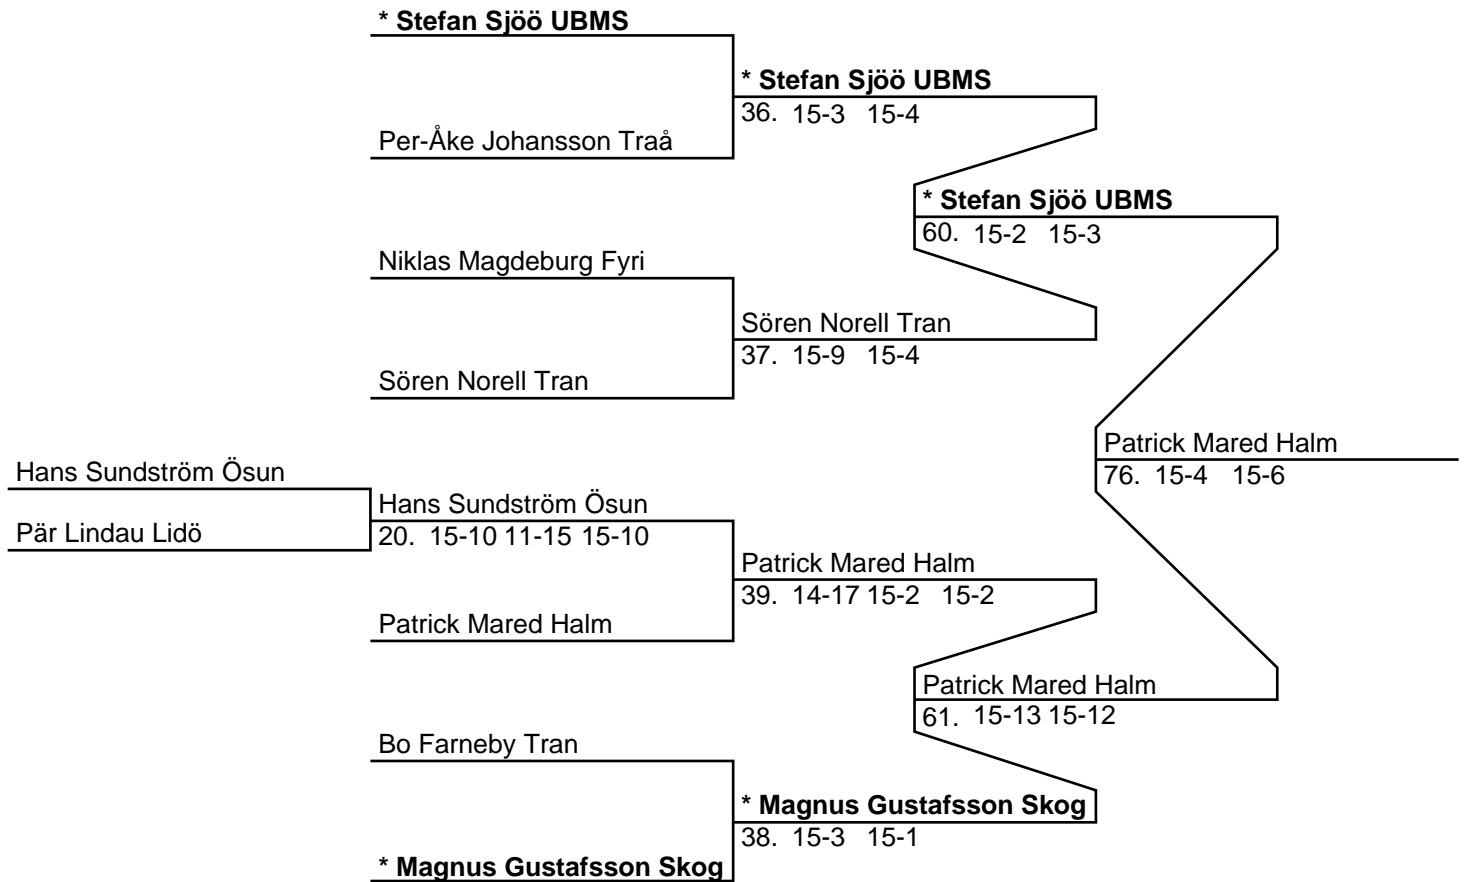 * Stefan Sjöö UBMS
* Stefan Sjöö UBMS
36. 15-3 15-4
Per-Åke Johansson Traå
* Stefan Sjöö UBMS
60. 15-2 15-3
Niklas Magdeburg Fyri
Sören Norell Tran
37. 15-9 15-4
Sören Norell Tran
Patrick Mared Halm
76. 15-4 15-6
Hans Sundström Ösun
Hans Sundström Ösun
20. 15-10 11-15 15-10
Pär Lindau Lidö
Patrick Mared Halm
39. 14-17 15-2 15-2
Patrick Mared Halm
Patrick Mared Halm
61. 15-13 15-12
Bo Farneby Tran
* Magnus Gustafsson Skog
38. 15-3 15-1
* Magnus Gustafsson Skog